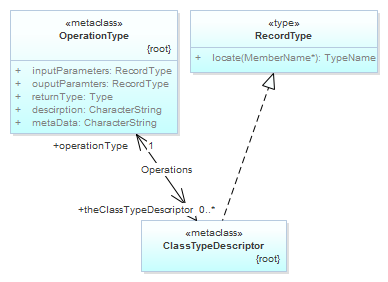 «metaclass»
OperationType
{root}
+ inputParameters: RecordType
+ ouputParamters: RecordType
+ returnType: Type
+ descirption: CharacterString
+ metaData: CharacterString
«type»
RecordType
+ locate(MemberName*): TypeName
+operationType 1
Operations
+theClassTypeDescriptor 0..*
«metaclass»
ClassTypeDescriptor
{root}